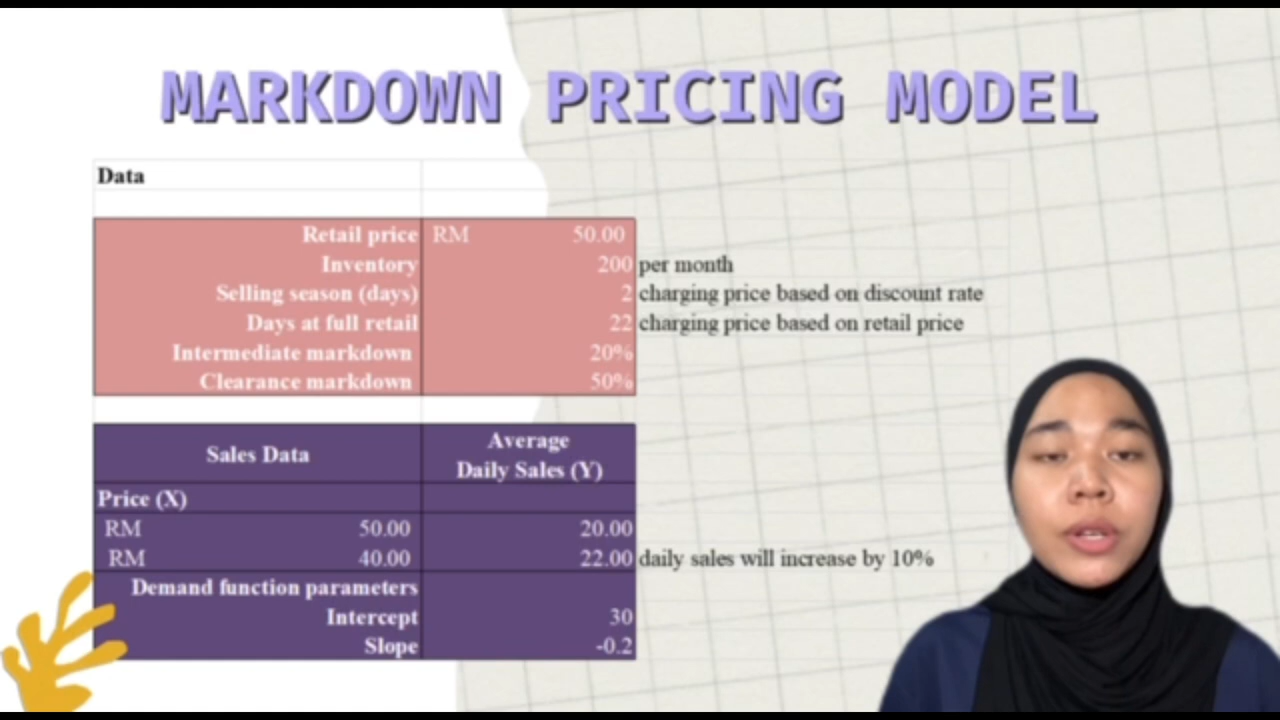 MARKDOWN PRICING MODEL
Data
Retail price RM 50.00
Inventory 200 per month
Selling season (days) 2 charging price based on discount rate
Days at full retail 22 charging price based on retail price
Intermediate markdown 20%
Clearance markdown 50%
Sales Data Average
Daily Sales (Y)
Price (X)
RM 50.00 20.00
RM 40.00 22.00 daily sales will increase by 10%
Demand function parameters
Intercept 30
Slope -0.2